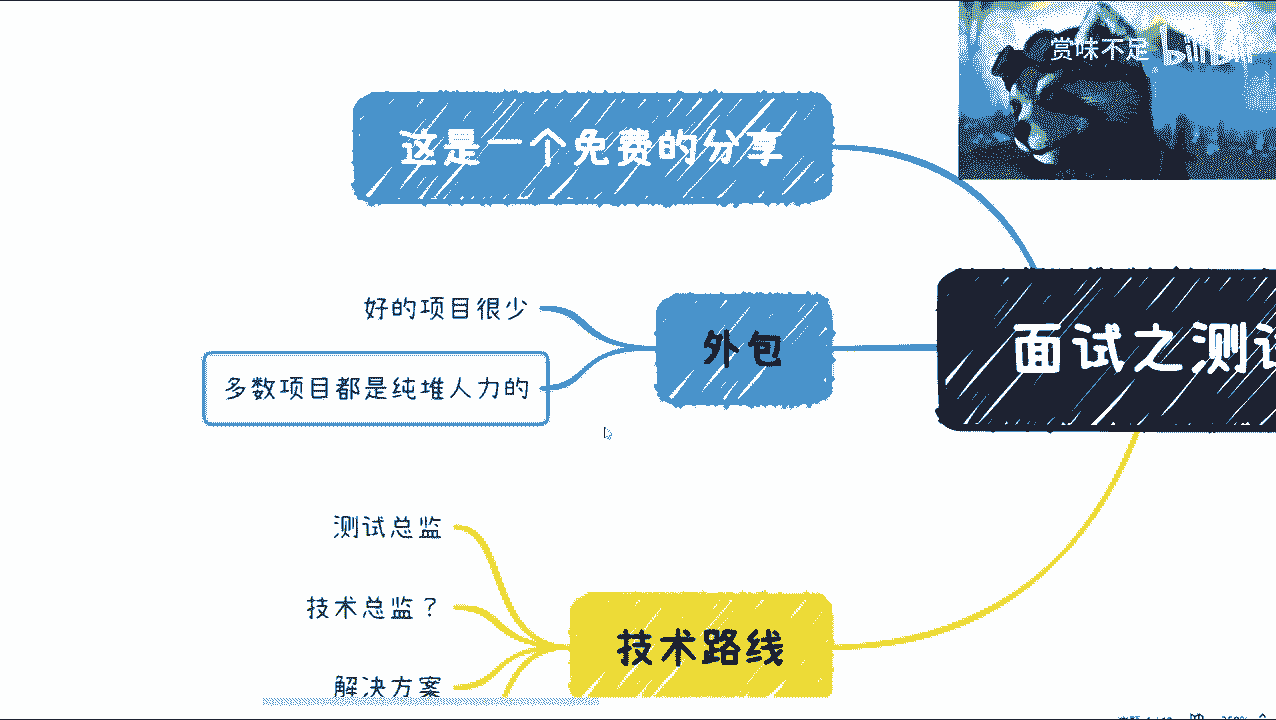 赏味不足 bilibili
这是一个免费的分享
好的项目很少
外包
面试之测试
多数项目都是纯堆人力的
测试总监
技术总监？
技术路线
解决方案